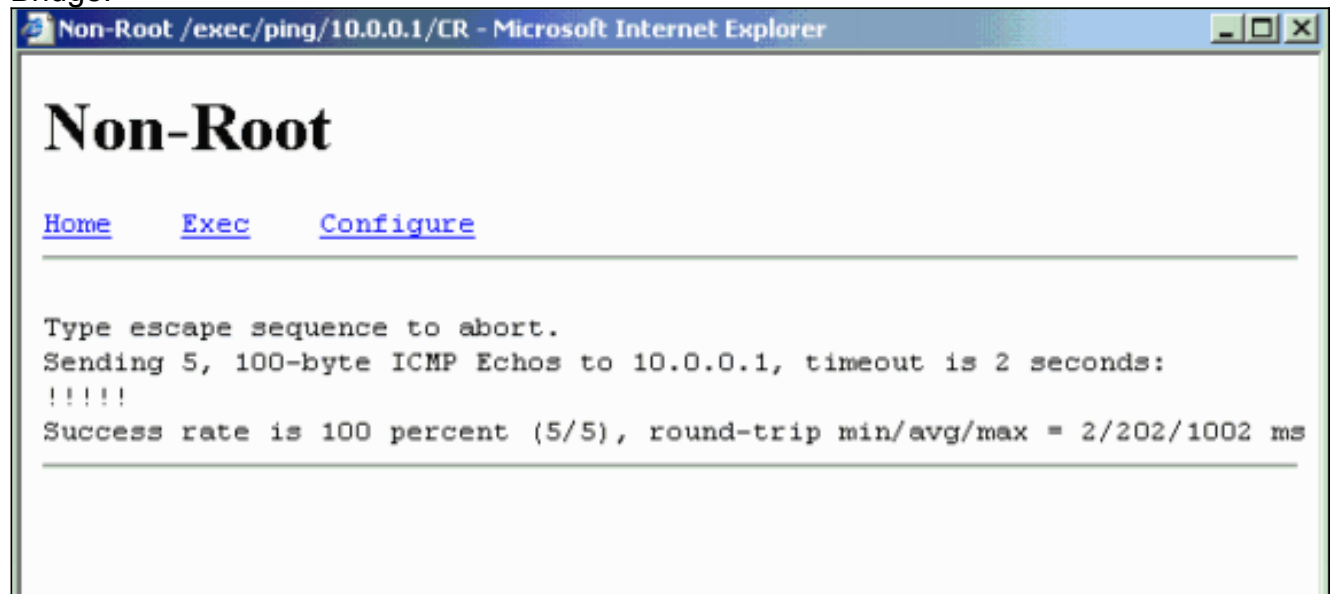 Bridge.
Non-Root /exec/ping/10.0.0.1/CR - Microsoft Internet Explorer
Non-Root
Home Exec Configure
Type escape sequence to abort.
Sending 5, 100-byte ICMP Echos to 10.0.0.1, timeout is 2 seconds:
!!!!!
Success rate is 100 percent (5/5), round-trip min/avg/max = 2/202/1002 ms